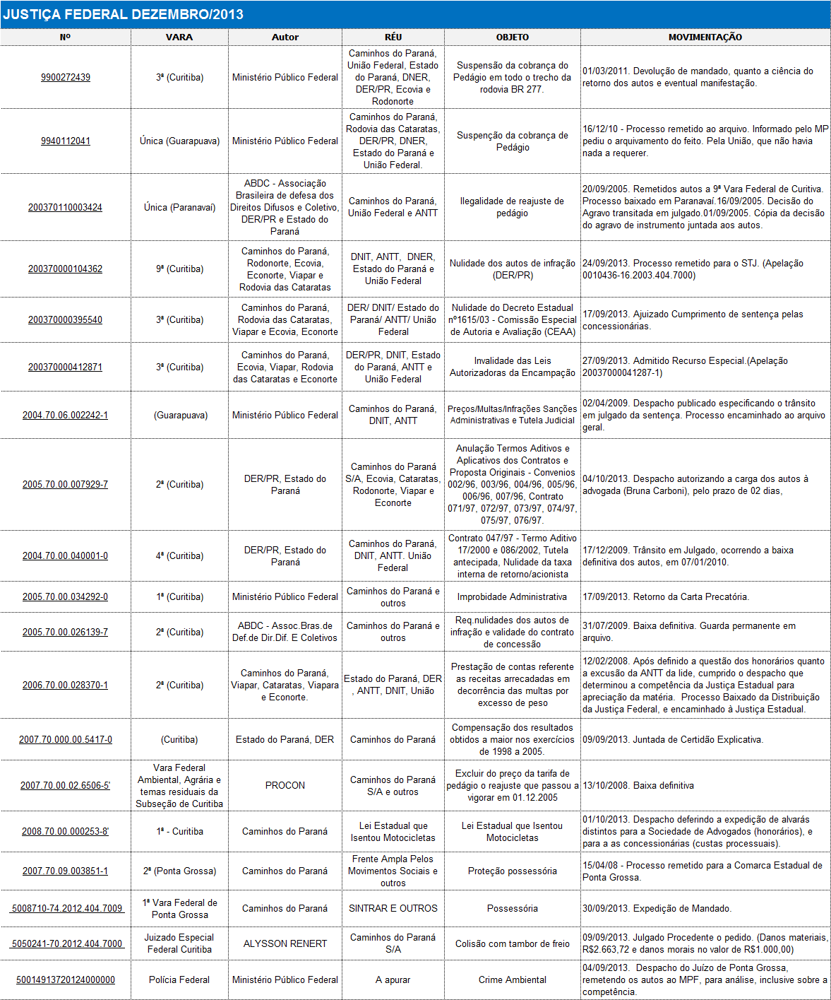 JUSTIÇA FEDERAL DEZEMBRO/2013
Nº VARA Autor RÉU OBJETO MOVIMENTAÇÃO
9900272439
3ª (Curitiba)
Ministério Público Federal
Caminhos do Paraná,
União Federal, Estado
do Paraná, DNER,
DER/PR, Ecovia e
Rodonorte
Suspensão da cobrança do
Pedágio em todo o trecho da
rodovia BR 277.
01/03/2011. Devolução de mandado, quanto a ciência do
retorno dos autos e eventual manifestação.
9940112041
Única (Guarapuava)
Ministério Público Federal
Caminhos do Paraná,
Rodovia das Cataratas,
DER/PR, DNER,
Estado do Paraná e
União Federal.
Suspenção da cobrança de
Pedágio
16/12/10 - Processo remetido ao arquivo. Informado pelo MP
pediu o arquivamento do feito. Pela União, que não havia
nada a requerer.
200370110003424
Única (Paranavaí)
ABDC - Associação
Brasileira de defesa dos
Direitos Difusos e Coletivo,
DER/PR e Estado do
Paraná
Caminhos do Paraná,
União Federal e ANTT
Ilegalidade de reajuste de
pedágio
20/09/2005. Remetidos autos a 9ª Vara Federal de Curitiva.
Processo baixado em Paranavaí.16/09/2005. Decisão do
Agravo transitada em julgado.01/09/2005. Cópia da decisão
do agravo de instrumento juntada aos autos.
200370000104362
9ª (Curitiba)
Caminhos do Paraná,
Rodonorte, Ecovia,
Econorte, Viapar e
Rodovia das Cataratas
DNIT, ANTT,  DNER,
Estado do Paraná e
União Federal
Nulidade dos autos de infração
(DER/PR)
24/09/2013. Processo remetido para o STJ. (Apelação
0010436-16.2003.404.7000)
200370000395540
3ª (Curitiba)
Caminhos do Paraná,
Rodovia das Cataratas,
Viapar e Ecovia, Econorte
DER/ DNIT/ Estado do
Paraná/ ANTT/ União
Federal
Nulidade do Decreto Estadual
nº1615/03 - Comissão Especial
de Autoria e Avaliação (CEAA)
17/09/2013. Ajuizado Cumprimento de sentença pelas
concessionárias.
200370000412871
3ª (Curitiba)
Caminhos do Paraná,
Ecovia, Viapar, Rodovia
das Cataratas e Econorte
DER/PR, DNIT, Estado
do Paraná, ANTT e
União Federal
Invalidade das Leis
Autorizadoras da Encampação
27/09/2013. Admitido Recurso Especial.(Apelação
20037000041287-1)
2004.70.06.002242-1
(Guarapuava)
Ministério Público Federal
Caminhos do Paraná,
DNIT, ANTT
Preços/Multas/Infrações Sanções
Administrativas e Tutela Judicial
02/04/2009. Despacho publicado especificando o trânsito
em julgado da sentença. Processo encaminhado ao arquivo
geral.
2005.70.00.007929-7
2ª (Curitiba)
DER/PR, Estado do
Paraná
Caminhos do Paraná
S/A, Ecovia, Cataratas,
Rodonorte, Viapar e
Econorte
Anulação Termos Aditivos e
Aplicativos dos Contratos e
Proposta Originais - Convenios
002/96, 003/96, 004/96, 005/96,
006/96, 007/96, Contrato
071/97, 072/97, 073/97, 074/97,
075/97, 076/97.
04/10/2013. Despacho autorizando a carga dos autos à
advogada (Bruna Carboni), pelo prazo de 02 dias,
2004.70.00.040001-0
4ª (Curitiba)
DER/PR, Estado do
Paraná
Caminhos do Paraná,
DNIT, ANTT. União
Federal
Contrato 047/97 - Termo Aditivo
17/2000 e 086/2002, Tutela
antecipada, Nulidade da taxa
interna de retorno/acionista
17/12/2009. Trânsito em Julgado, ocorrendo a baixa
definitiva dos autos, em 07/01/2010.
2005.70.00.034292-0
1ª (Curitiba)
Ministério Público Federal
Caminhos do Paraná e
outros
Improbidade Administrativa
17/09/2013. Retorno da Carta Precatória.
2005.70.00.026139-7
2ª (Curitiba)
ABDC - Assoc.Bras.de
Def.de Dir.Dif. E Coletivos
Caminhos do Paraná e
outros
Req.nulidades dos autos de
infração e validade do contrato
de concessão
31/07/2009. Baixa definitiva. Guarda permanente em
arquivo.
2006.70.00.028370-1
2ª (Curitiba)
Caminhos do Paraná,
Viapar, Cataratas, Viapara
e Econorte.
Estado do Paraná, DER
, ANTT, DNIT, União
Prestação de contas referente
as receitas arrecadadas em
decorrência das multas por
excesso de peso
12/02/2008. Após definido a questão dos honorários quanto
a excusão da ANTT da lide, cumprido o despacho que
determinou a competência da Justiça Estadual para
apreciação da matéria.  Processo Baixado da Distribuição
da Justiça Federal, e encaminhado à Justiça Estadual.
2007.70.000.00.5417-0
(Curitiba)
Estado do Paraná, DER
Caminhos do Paraná
Compensação dos resultados
obtidos a maior nos exercícios
de 1998 a 2005.
09/09/2013. Juntada de Certidão Explicativa.
2007.70.00.02.6506-5'
Vara Federal
Ambiental, Agrária e
temas residuais da
Subseção de Curitiba
PROCON
Caminhos do Paraná
S/A e outros
Excluir do preço da tarifa de
pedágio o reajuste que passou a
vigorar em 01.12.2005
13/10/2008. Baixa definitiva
2008.70.00.000253-8'
1ª - Curitiba
Caminhos do Paraná
Lei Estadual que
Isentou Motocicletas
Lei Estadual que Isentou
Motocicletas
01/10/2013. Despacho deferindo a expedição de alvarás
distintos para a Sociedade de Advogados (honorários), e
para a as concessionárias (custas processuais).
2007.70.09.003851-1
2ª (Ponta Grossa)
Caminhos do Paraná
Frente Ampla Pelos
Movimentos Sociais e
outros
Proteção possessória
15/04/08 - Processo remetido para a Comarca Estadual de
Ponta Grossa.
5008710-74.2012.404.7009
1ª Vara Federal de
Ponta Grossa
Caminhos do Paraná
SINTRAR E OUTROS
Possessória
30/09/2013. Expedição de Mandado.
5050241-70.2012.404.7000
Juizado Especial
Federal Curitiba
ALYSSON RENERT
Caminhos do Paraná
S/A
Colisão com tambor de freio
09/09/2013. Julgado Procedente o pedido. (Danos materiais,
R$2.663,72 e danos morais no valor de R$1.000,00)
50014913720124000000
Polícia Federal
Ministério Público Federal
A apurar
Crime Ambiental
04/09/2013.  Despacho do Juízo de Ponta Grossa,
remetendo os autos ao MPF, para análise, inclusive sobre a
competência.